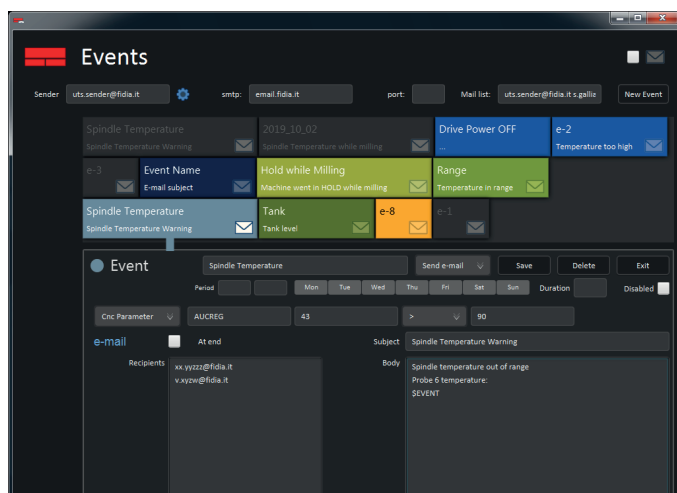 Events
Sender uts.sender@fidia.it smtp: email.fidia.it port: Mail list: uts.sender@fidia.it s.galliz New Event
Spindle Temperature 2019_10_02 Drive Power OFF e-2
Spindle Temperature Warning Spindle Temperature while milling ... Temperature too high
e-3 Event Name Hold while Milling Range
E-mail subject Machine went in HOLD while milling Temperature in range
Spindle Temperature Tank e-8 e-1
Spindle Temperature Warning Tank level
Event Spindle Temperature Send e-mail Save Delete Exit
Period Mon Tue Wed Thu Fri Sat Sun Duration Disabled
Cnc Parameter AUCREG 43 > 90
e-mail At end Subject Spindle Temperature Warning
Recipients xx.yyzzz@fidia.it Body Spindle temperature out of range
v.xyzw@fidia.it Probe 6 temperature:
$EVENT